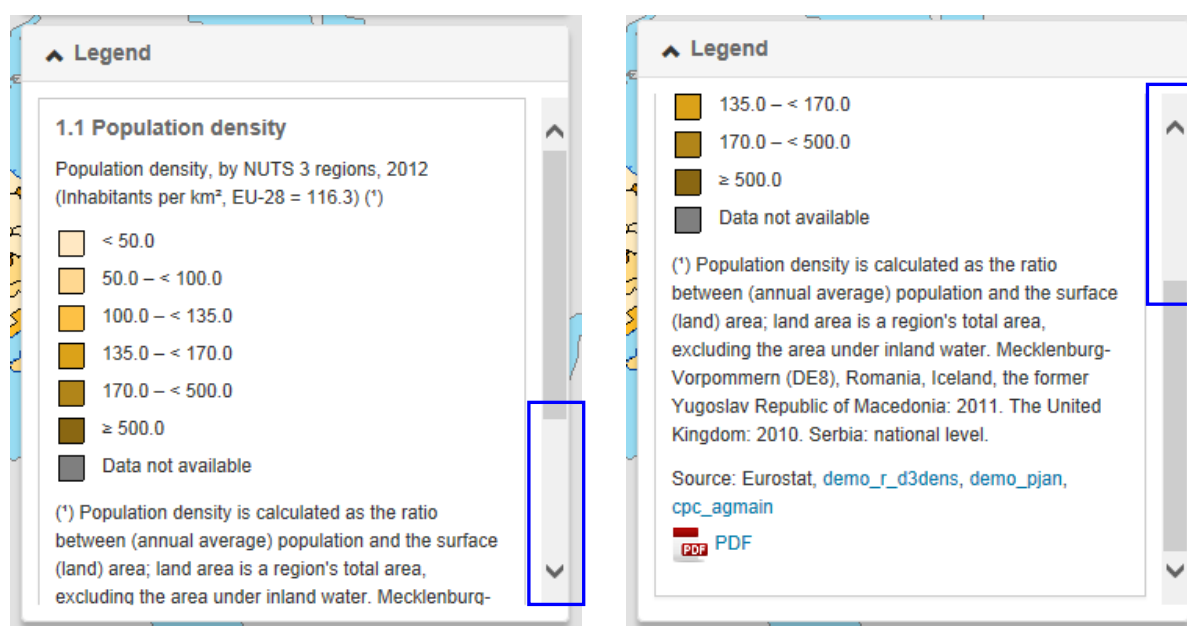 Legend
1.1 Population density
Population density, by NUTS 3 regions, 2012
(Inhabitants per km², EU-28 = 116.3) (¹)
< 50.0
50.0 – < 100.0
100.0 – < 135.0
135.0 – < 170.0
170.0 – < 500.0
≥ 500.0
Data not available
(¹) Population density is calculated as the ratio
between (annual average) population and the surface
(land) area; land area is a region's total area,
excluding the area under inland water. Mecklenburg-
Legend
135.0 – < 170.0
170.0 – < 500.0
≥ 500.0
Data not available
(¹) Population density is calculated as the ratio
between (annual average) population and the surface
(land) area; land area is a region's total area,
excluding the area under inland water. Mecklenburg-
Vorpommern (DE8), Romania, Iceland, the former
Yugoslav Republic of Macedonia: 2011. The United
Kingdom: 2010. Serbia: national level.
Source: Eurostat, demo_r_d3dens, demo_pjan,
cpc_agmain
PDF PDF